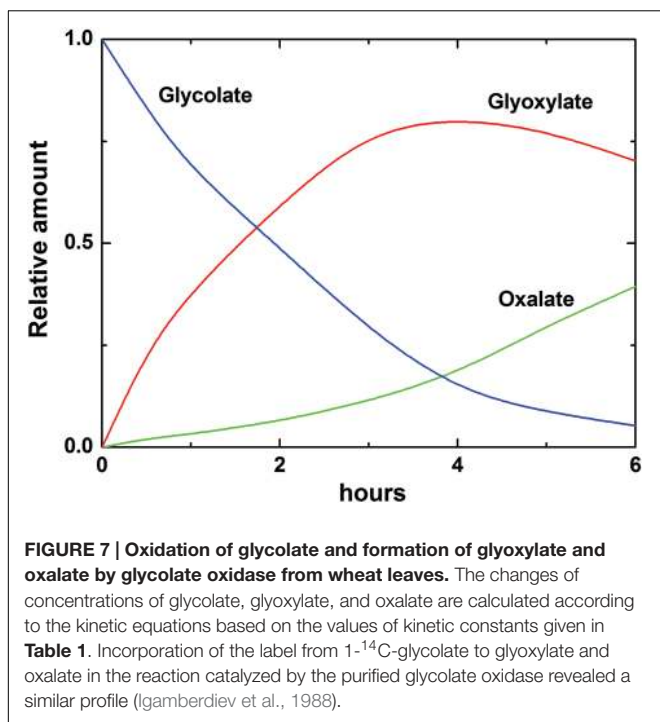 1.0
Glycolate
Glyoxylate
0.5
Oxalate
0.0
0
2
4
6
Relative amount
hours
FIGURE 7 | Oxidation of glycolate and formation of glyoxylate and
oxalate by glycolate oxidase from wheat leaves. The changes of
concentrations of glycolate, glyoxylate, and oxalate are calculated according
to the kinetic equations based on the values of kinetic constants given in
Table 1. Incorporation of the label from 1-¹⁴C-glycolate to glyoxylate and
oxalate in the reaction catalyzed by the purified glycolate oxidase revealed a
similar profile (Igamberdiev et al., 1988).